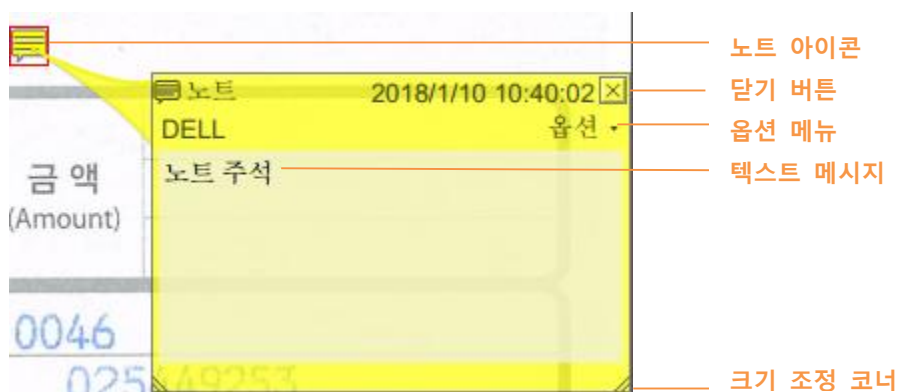 노트 아이콘
노트 2018/1/10 10:40:02
닫기 버튼
DELL 옵션
옵션 메뉴
노트 주석
텍스트 메시지
금 액
(Amount)
0046
025449253
크기 조정 코너